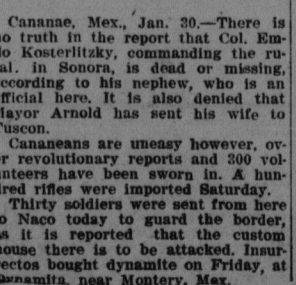 Cananae, Mex., Jan. 30.—There is
no truth in the report that Col. Em-
lo Kosterlitzky, commanding the ru-
al. in Sonora, is dead or missing,
according to his nephew, who is an
official here. It is also denied that
Mayor Arnold has sent his wife to
Tuscon.
Cananeans are uneasy however, ov-
er revolutionary reports and 300 vol-
unteers have been sworn in. A hun-
dred rifles were imported Saturday.
Thirty soldiers were sent from here
to Naco today to guard the border,
as it is reported that the custom
house there is to be attacked. Insur-
rectos bought dynamite on Friday, at
Dynamita, near Montery, Mex.